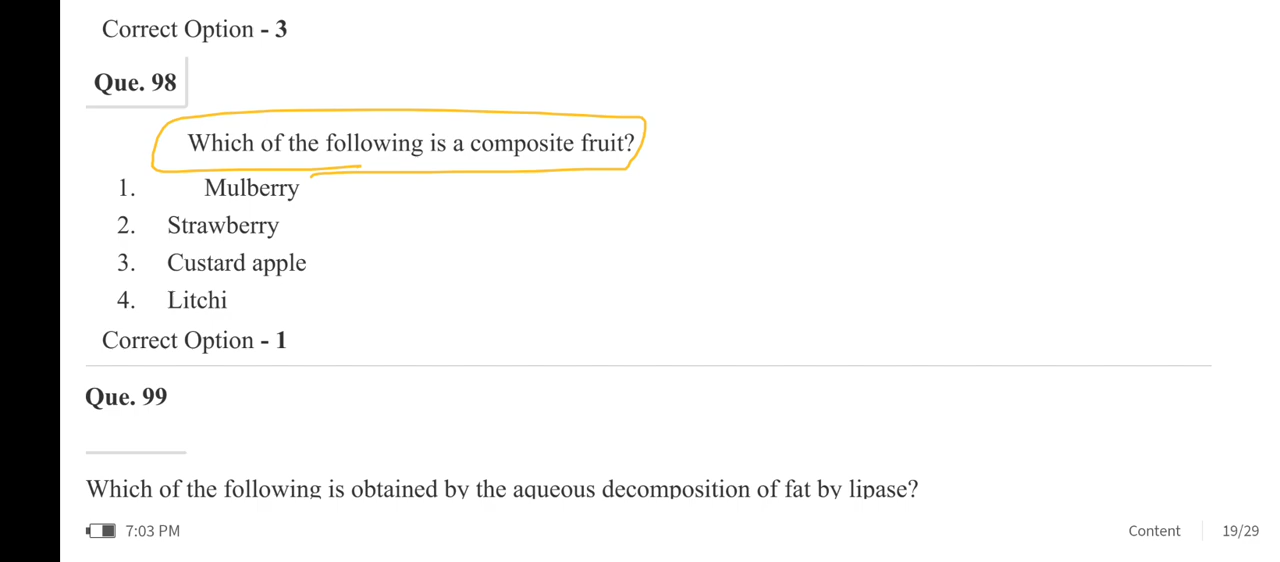 Correct Option - 3
Que. 98
Which of the following is a composite fruit?
1. Mulberry
2. Strawberry
3. Custard apple
4. Litchi
Correct Option - 1
Que. 99
Which of the following is obtained by the aqueous decomposition of fat by lipase?
7:03 PM
Content 19/29